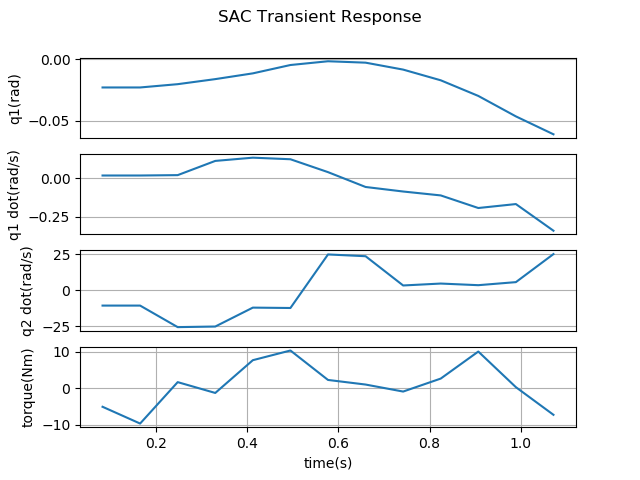 SAC Transient Response
q1(rad)
0.00
−0.05
q1 dot(rad/s)
0.00
−0.25
q2 dot(rad/s)
25
0
−25
torque(Nm)
10
0
−10
0.2 0.4 0.6 0.8 1.0
time(s)